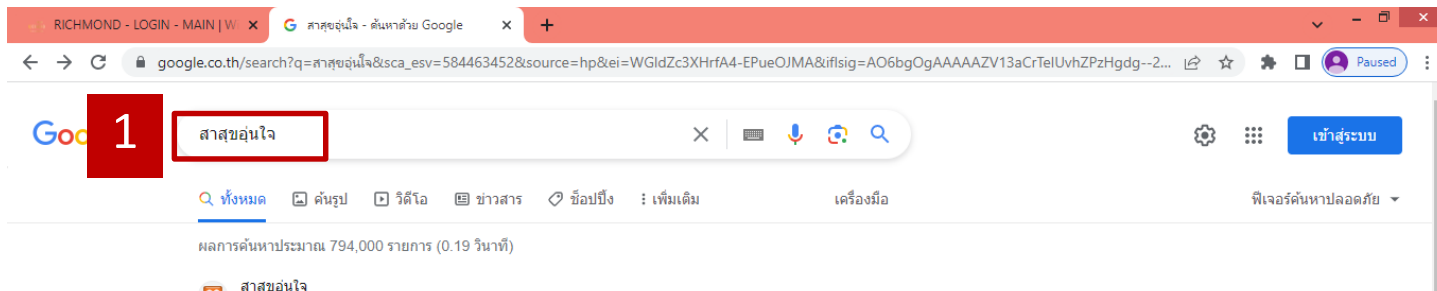 RICHMOND - LOGIN - MAIN | W
สาสุขอุ่นใจ - ค้นหาด้วย Google
google.co.th/search?q=สาสุขอุ่นใจ&sca_esv=584463452&source=hp&ei=WGldZc3XHrfA4-EPueOJMA&iflsig=AO6bgOgAAAAAZV13aCrTelUvhZPzHgdg--2...
Paused
Goo
1
สาสุขอุ่นใจ
เข้าสู่ระบบ
ทั้งหมด ค้นรูป วิดีโอ ข่าวสาร ช็อปปิ้ง เพิ่มเติม เครื่องมือ ฟีเจอร์ค้นหาปลอดภัย
ผลการค้นหาประมาณ 794,000 รายการ (0.19 วินาที)
สาสุขอุ่นใจ